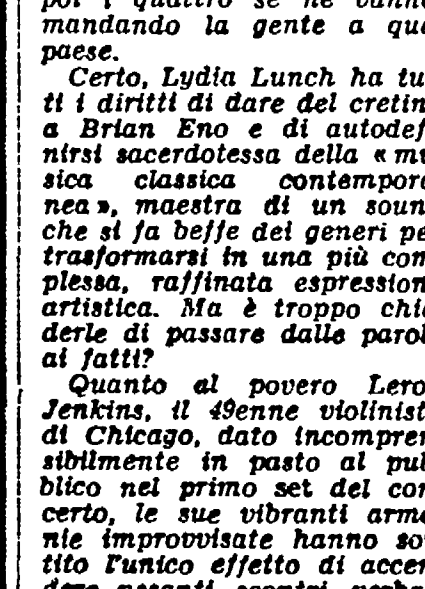 poi i quattro se ne vanno
mandando la gente a que
paese.
Certo, Lydia Lunch ha tu
ti i diritti di dare del cretin
a Brian Eno e di autodef
nirsi sacerdotessa della « mu
sica classica contempora
nea », maestra di un soun
che si fa beffe dei generi pe
trasformarsi in una più com
plessa, raffinata espression
artistica. Ma è troppo chie
derle di passare dalle parol
ai fatti?
Quanto al povero Lero
Jenkins, il 49enne violinist
di Chicago, dato incompren
sibilmente in pasto al pub
blico nel primo set del con
certo, le sue vibranti armo
nie improvvisate hanno sor
tito l'unico effetto di accen
dere pesanti scontri